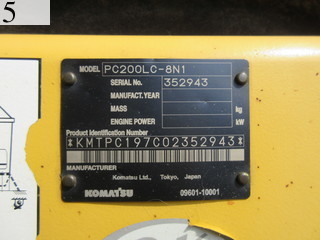 5
MODEL PC200LC-8N1
SERIAL No. 352943
MANUFACT.YEAR
MASS kg
ENGINE POWER kW
Product Identification Number
*KMTPC197C02352943*
MANUFACTURER
Komatsu Ltd., Tokyo, Japan
KOMATSU 09601-10001